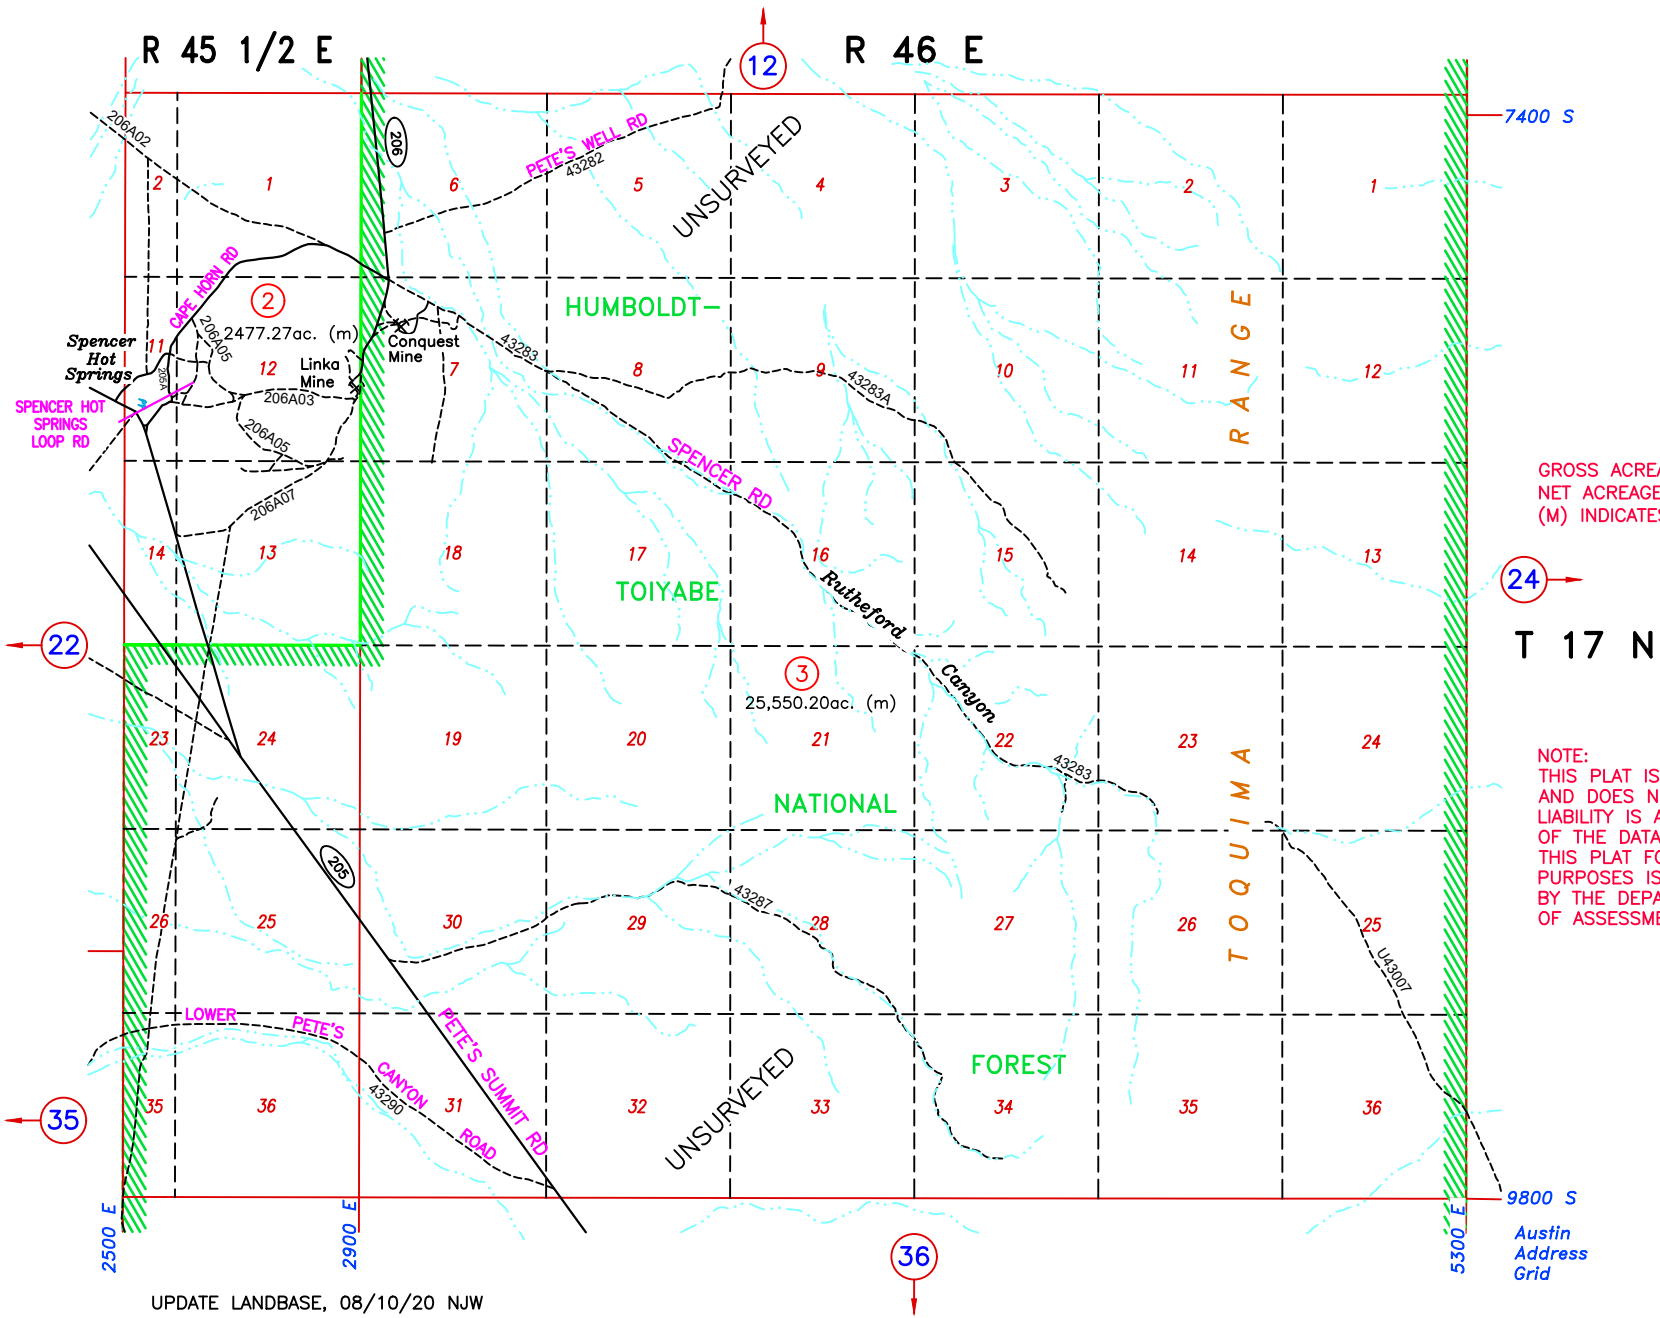 R 45 1/2 E
12
R 46 E
7400 S
206A02
206
PETE'S WELL RD
43282
UNSURVEYED
2
1
6
5
4
3
2
1
CAPE HORN RD
2
2477.27ac. (m)
206A05
HUMBOLDT-
RANGE
Spencer
Hot
Springs
11
12
Linka
Mine
Conquest
Mine
7
43283
8
9
43283A
10
11
12
205A
206A03
SPENCER HOT
SPRINGS
LOOP RD
206A05
SPENCER RD
206A07
GROSS ACREA
NET ACREAGE
(M) INDICATES
14
13
18
17
16
15
14
13
TOIYABE
Rutheford
Canyon
24
22
T 17 N
3
25,550.20ac. (m)
23
24
19
20
21
22
23
24
43283
TOQUIMA
NATIONAL
NOTE:
THIS PLAT IS
AND DOES N
LIABILITY IS A
OF THE DATA
THIS PLAT FO
PURPOSES IS
BY THE DEPA
OF ASSESSME
205
43287
26
25
30
29
28
27
26
25
U43007
LOWER
PETE'S
CANYON
ROAD
43290
PETE'S SUMMIT RD
UNSURVEYED
FOREST
35
35
36
31
32
33
34
35
36
2500 E
2900 E
5300 E
9800 S
Austin
Address
Grid
36
UPDATE LANDBASE, 08/10/20 NJW